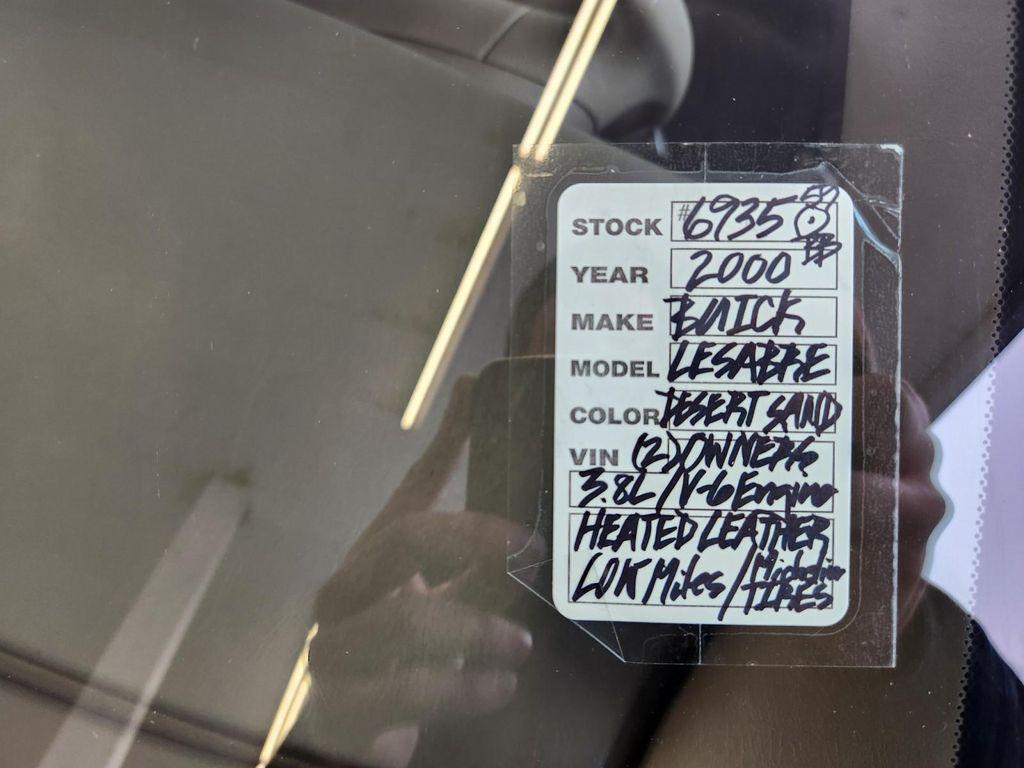 STOCK #6935
YEAR 2000
MAKE BUICK
MODEL LESABRE
COLOR DESERT SAND
VIN (2) OWNERS
3.8L / V-6 Engine
HEATED LEATHER
60K Miles / Michelin
TIRES